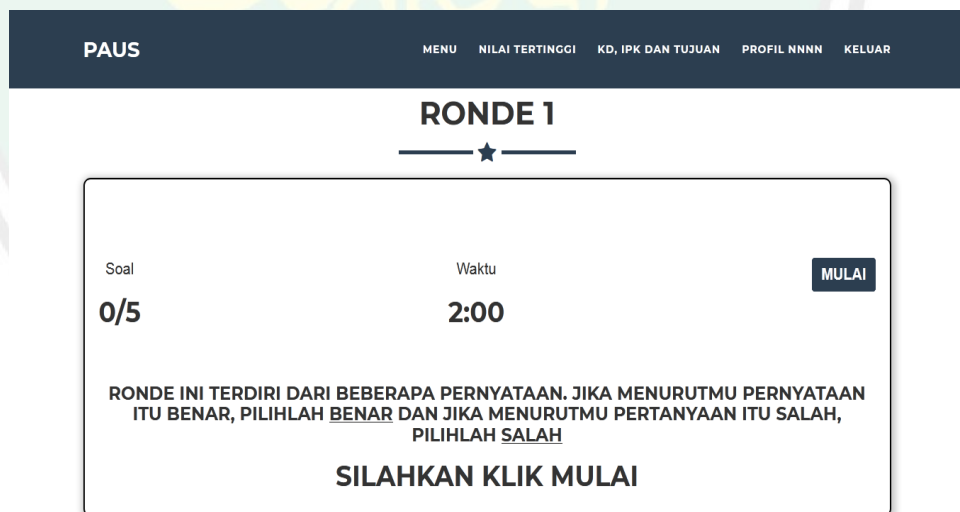 PAUS
MENU NILAI TERTINGGI KD, IPK DAN TUJUAN PROFIL NNNN KELUAR
RONDE 1
Soal Waktu MULAI
0/5 2:00
RONDE INI TERDIRI DARI BEBERAPA PERNYATAAN. JIKA MENURUTMU PERNYATAAN
ITU BENAR, PILIHLAH BENAR DAN JIKA MENURUTMU PERTANYAAN ITU SALAH,
PILIHLAH SALAH
SILAHKAN KLIK MULAI